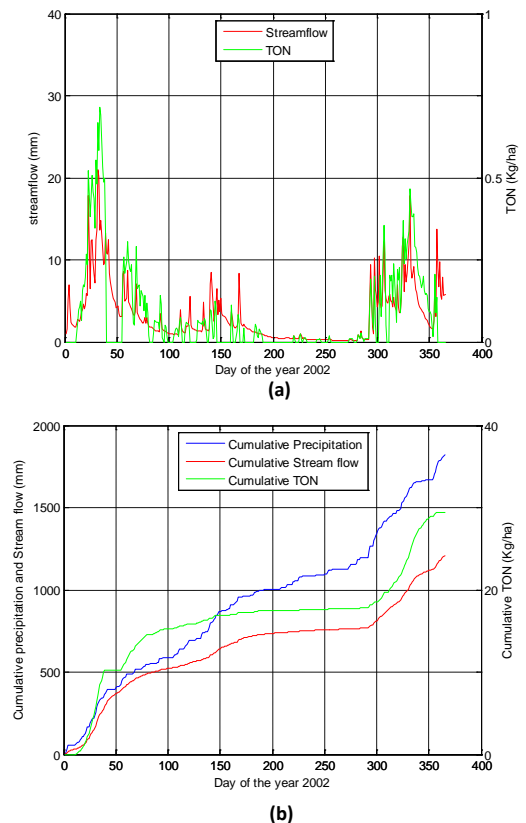 Streamflow
TON
40
30
20
10
0
1
0.5
0
streamflow (mm)
TON (Kg/ha)
0 50 100 150 200 250 300 350 400
Day of the year 2002
(a)
Cumulative Precipitation
Cumulative Stream flow
Cumulative TON
2000
1500
1000
500
0
40
20
0
Cumulative precipitation and Stream flow (mm)
Cumulative TON (Kg/ha)
0 50 100 150 200 250 300 350 400
Day of the year 2002
(b)